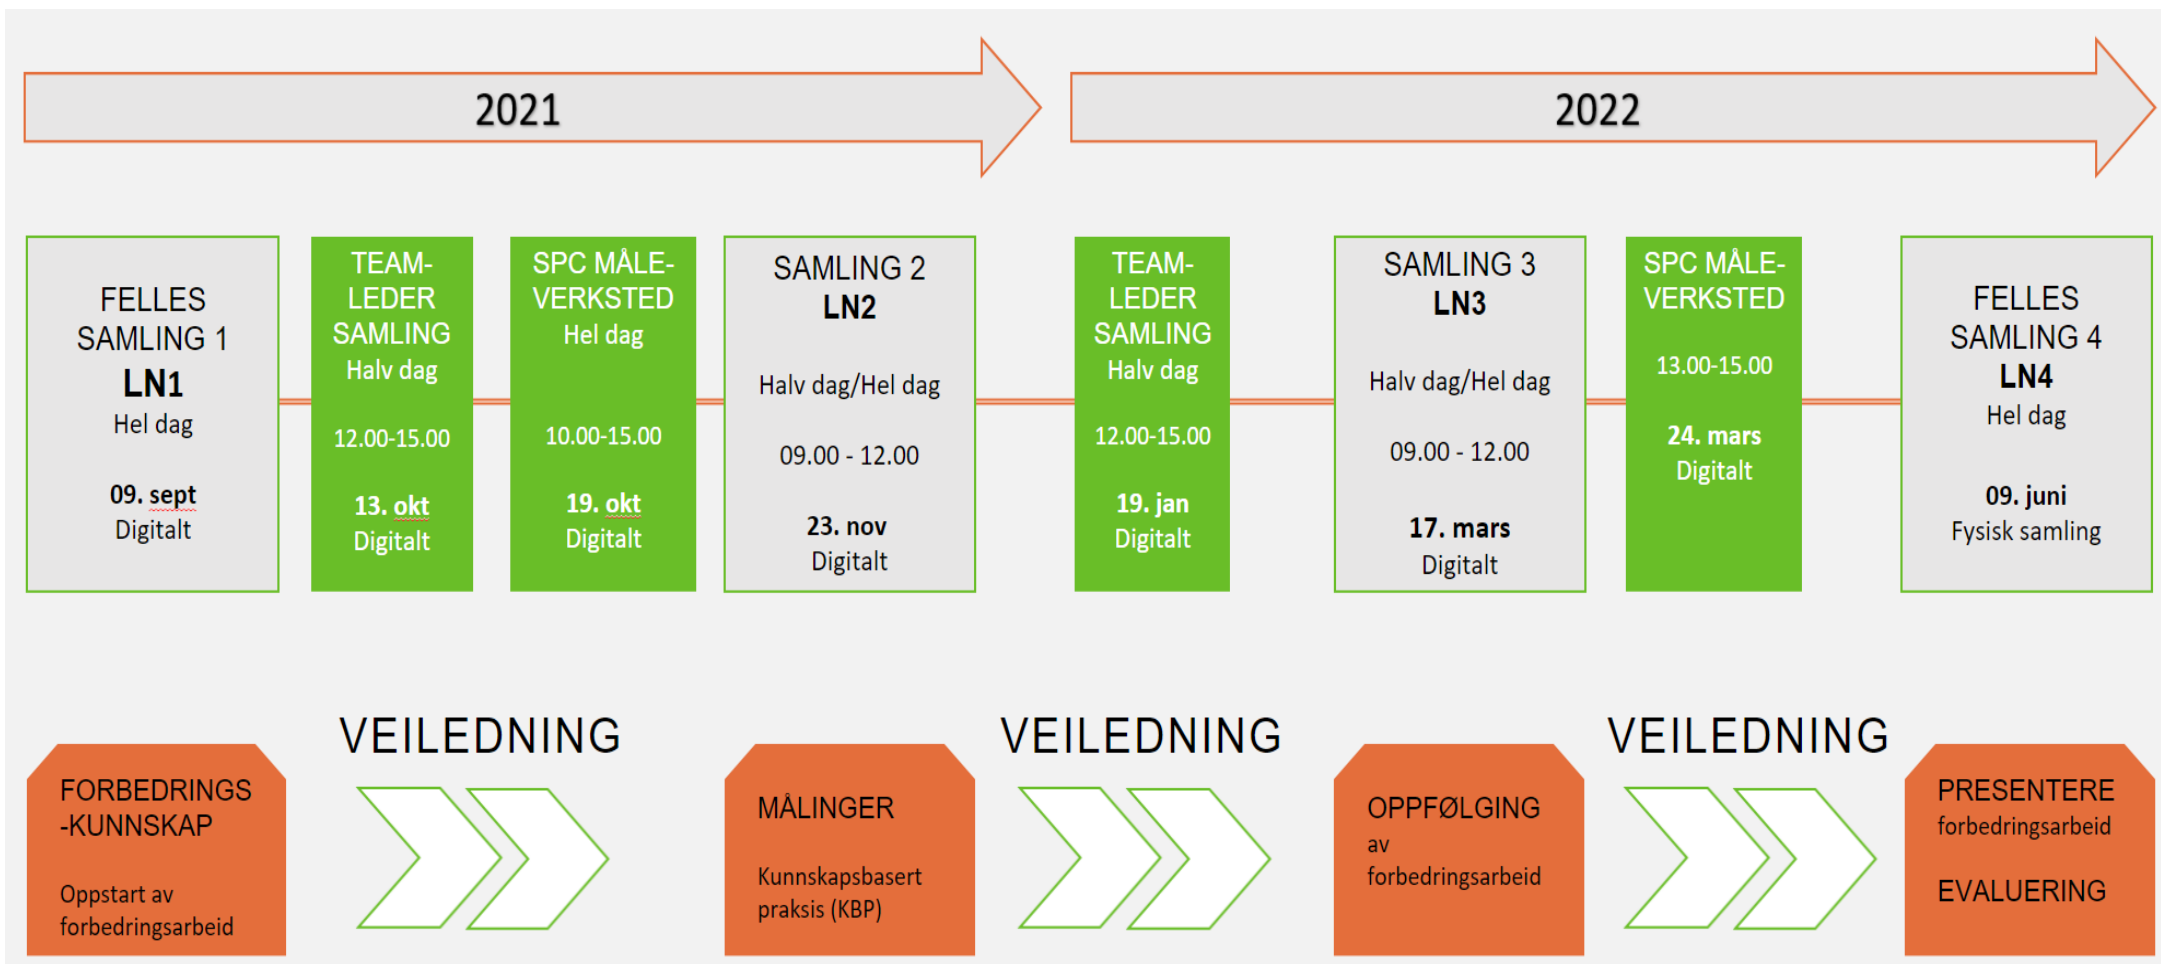 2021
2022
FELLES
SAMLING 1
LN1
Hel dag
09. sept
Digitalt
TEAM-
LEDER
SAMLING
Halv dag
12.00-15.00
13. okt
Digitalt
SPC MÅLE-
VERKSTED
Hel dag
10.00-15.00
19. okt
Digitalt
SAMLING 2
LN2
Halv dag/Hel dag
09.00 - 12.00
23. nov
Digitalt
TEAM-
LEDER
SAMLING
Halv dag
12.00-15.00
19. jan
Digitalt
SAMLING 3
LN3
Halv dag/Hel dag
09.00 - 12.00
17. mars
Digitalt
SPC MÅLE-
VERKSTED
13.00-15.00
24. mars
Digitalt
FELLES
SAMLING 4
LN4
Hel dag
09. juni
Fysisk samling
FORBEDRINGS
-KUNNSKAP
Oppstart av
forbedringsarbeid
VEILEDNING
MÅLINGER
Kunnskapsbasert
praksis (KBP)
VEILEDNING
OPPFØLGING
av
forbedringsarbeid
VEILEDNING
PRESENTERE
forbedringsarbeid
EVALUERING